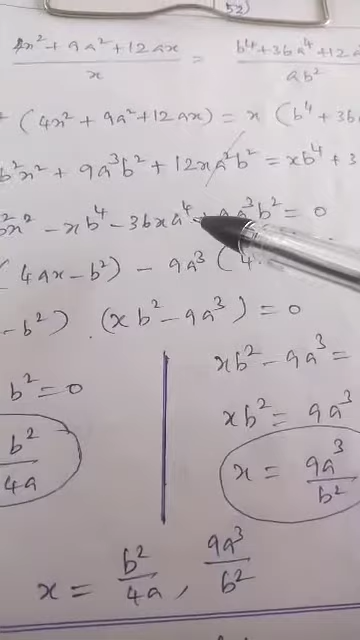 4x² + 9a² + 12ax / x = b⁴ + 36a⁴ + 12a / ab²
(4x² + 9a² + 12ax) = x (b⁴ + 36
b²x² + 9a³b² + 12xa²b² = xb⁴ + 3
x² - xb⁴ - 36xa⁴ + 9a³b² = 0
(4ax - b²) - 9a³ (4
- b²) (xb² - 9a³) = 0
b² = 0
xb² - 9a³ =
xb² = 9a³
b² / 4a
x = 9a³ / b²
x = b² / 4a , 9a³ / b²